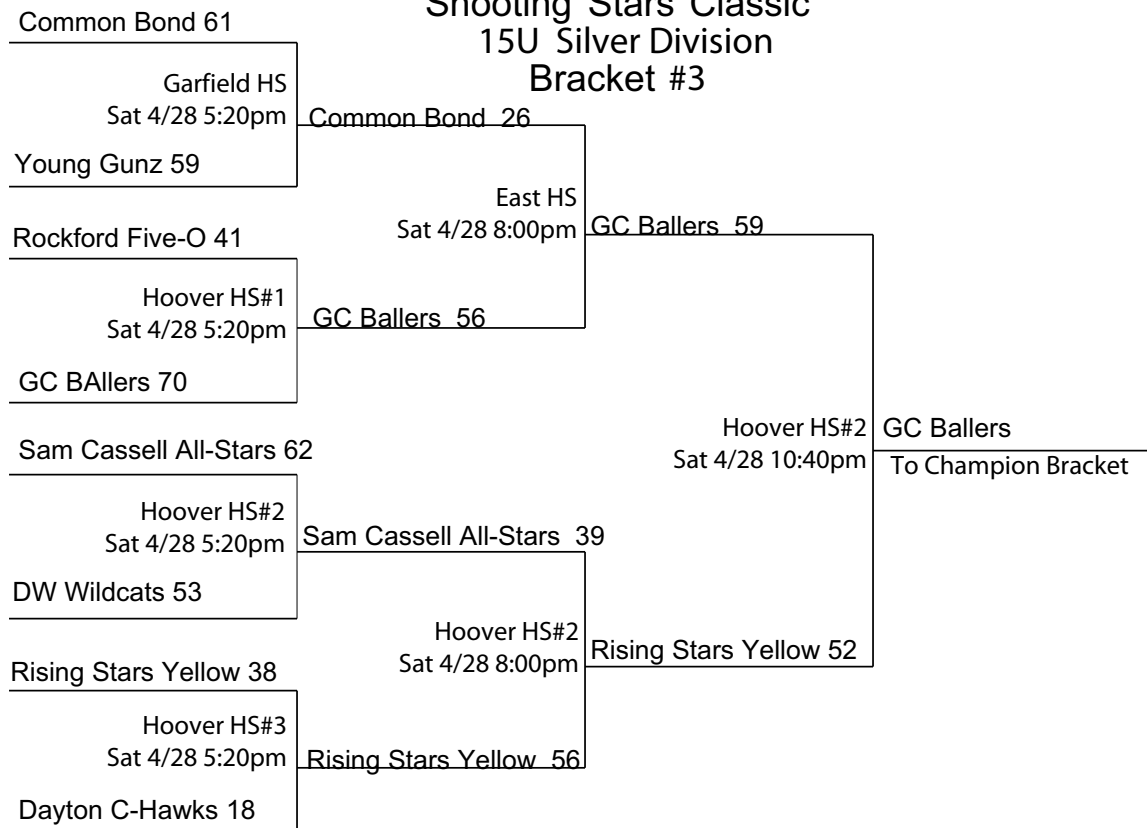 Shooting Stars Classic
15U Silver Division
Bracket #3
Common Bond 61
Garfield HS
Sat 4/28 5:20pm
Young Gunz 59
Common Bond 26
East HS
Sat 4/28 8:00pm
GC Ballers 59
Rockford Five-O 41
Hoover HS#1
Sat 4/28 5:20pm
GC BAllers 70
GC Ballers 56
Hoover HS#2
Sat 4/28 10:40pm
GC Ballers
To Champion Bracket
Sam Cassell All-Stars 62
Hoover HS#2
Sat 4/28 5:20pm
DW Wildcats 53
Sam Cassell All-Stars 39
Hoover HS#2
Sat 4/28 8:00pm
Rising Stars Yellow 52
Rising Stars Yellow 38
Hoover HS#3
Sat 4/28 5:20pm
Dayton C-Hawks 18
Rising Stars Yellow 56